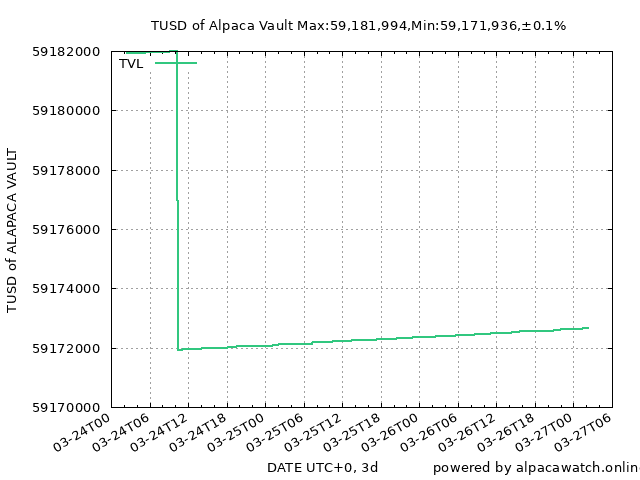 TUSD of Alpaca Vault Max:59,181,994,Min:59,171,936,±0.1%
TVL
59182000
59180000
59178000
59176000
59174000
59172000
59170000
TUSD of ALAPACA VAULT
03-24T00
03-24T06
03-24T12
03-24T18
03-25T00
03-25T06
03-25T12
03-25T18
03-26T00
03-26T06
03-26T12
03-26T18
03-27T00
03-27T06
DATE UTC+0, 3d
powered by alpacawatch.onlin